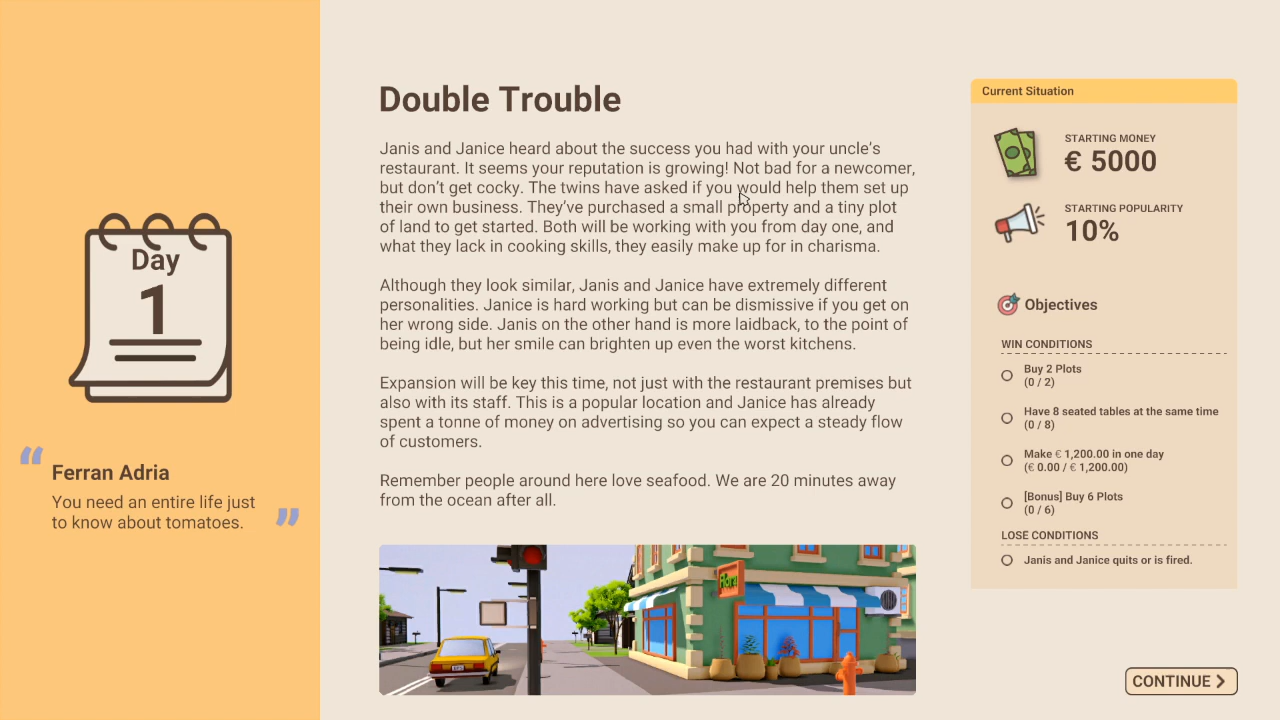 Day
1
“
Ferran Adria
You need an entire life just
to know about tomatoes.
”
Double Trouble
Janis and Janice heard about the success you had with your uncle’s
restaurant. It seems your reputation is growing! Not bad for a newcomer,
but don’t get cocky. The twins have asked if you would help them set up
their own business. They’ve purchased a small property and a tiny plot
of land to get started. Both will be working with you from day one, and
what they lack in cooking skills, they easily make up for in charisma.
Although they look similar, Janis and Janice have extremely different
personalities. Janice is hard working but can be dismissive if you get on
her wrong side. Janis on the other hand is more laidback, to the point of
being idle, but her smile can brighten up even the worst kitchens.
Expansion will be key this time, not just with the restaurant premises but
also with its staff. This is a popular location and Janice has already
spent a tonne of money on advertising so you can expect a steady flow
of customers.
Remember people around here love seafood. We are 20 minutes away
from the ocean after all.
Flora
Current Situation
STARTING MONEY
€ 5000
STARTING POPULARITY
10%
Objectives
WIN CONDITIONS
Buy 2 Plots
(0 / 2)
Have 8 seated tables at the same time
(0 / 8)
Make € 1,200.00 in one day
(€ 0.00 / € 1,200.00)
[Bonus] Buy 6 Plots
(0 / 6)
LOSE CONDITIONS
Janis and Janice quits or is fired.
CONTINUE